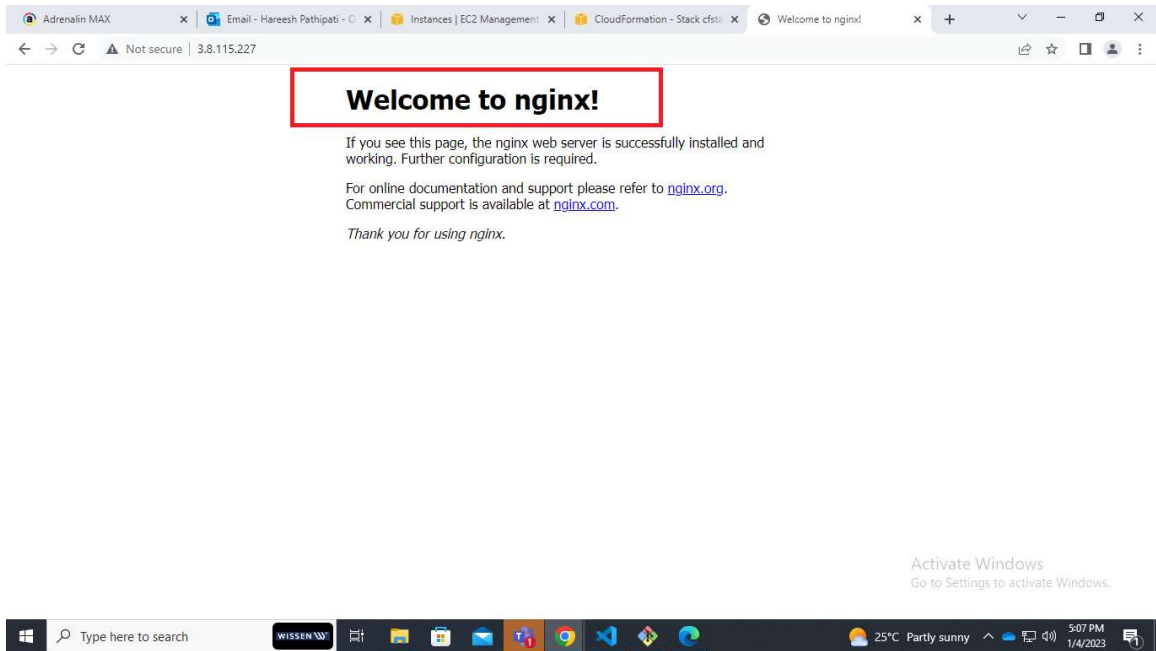 Adrenalin MAX
Email - Hareesh Pathipati - O
Instances | EC2 Management
CloudFormation - Stack cfsta
Welcome to nginx!
Not secure | 3.8.115.227
Welcome to nginx!
If you see this page, the nginx web server is successfully installed and
working. Further configuration is required.
For online documentation and support please refer to nginx.org.
Commercial support is available at nginx.com.
Thank you for using nginx.
Activate Windows
Go to Settings to activate Windows.
Type here to search
WISSEN
25°C Partly sunny
5:07 PM
1/4/2023